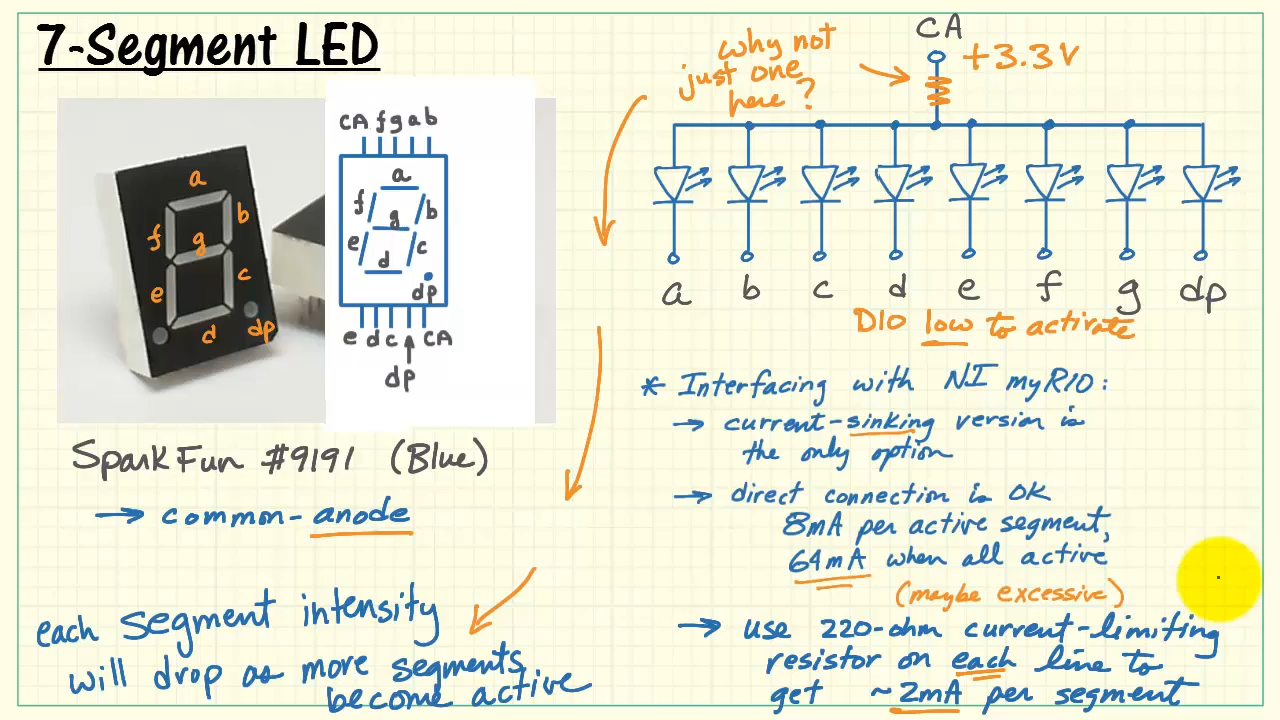 7-Segment LED
a
b
f
g
c
e
d
dp
CA f g a b
a
f
b
g
e
c
d
dp
e d c CA
dp
SparkFun #9191 (Blue)
→ common-anode
each segment intensity
will drop as more segments
become active
why not
just one
here?
CA
+3.3V
a b c d e f g dp
DIO low to activate
* Interfacing with NI myRIO:
→ current-sinking version is
the only option
→ direct connection is OK
8mA per active segment,
64mA when all active
(maybe excessive)
→ use 220-ohm current-limiting
resistor on each line to
get ~2mA per segment